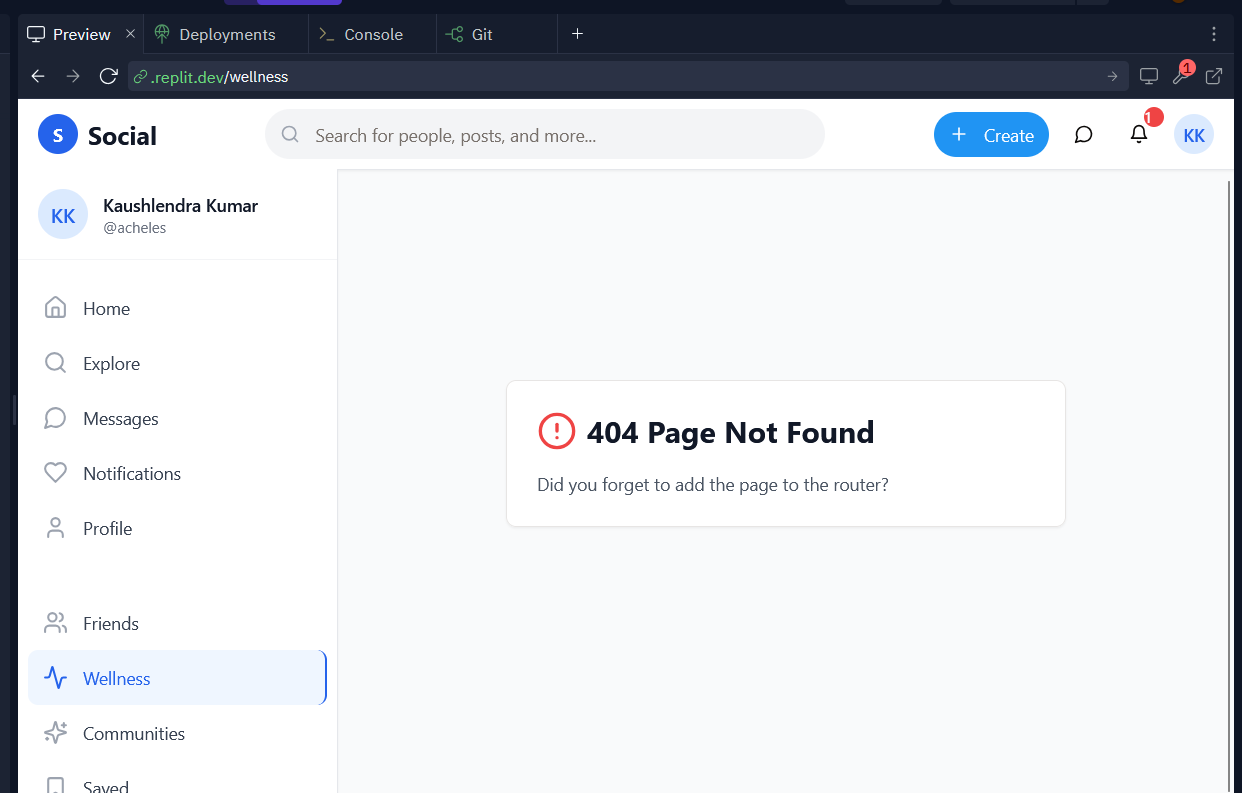 Preview
Deployments
Console
Git
.replit.dev/wellness
1
S Social
Search for people, posts, and more...
Create
1
KK
KK
Kaushlendra Kumar
@acheles
Home
Explore
Messages
Notifications
Profile
Friends
Wellness
Communities
Saved
404 Page Not Found
Did you forget to add the page to the router?